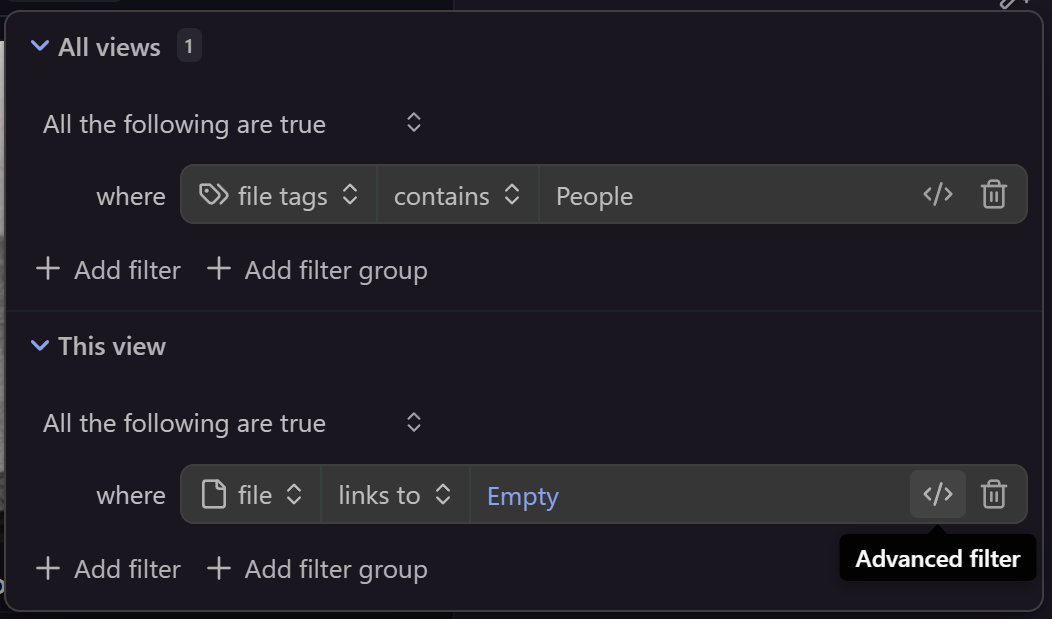 All views 1
All the following are true
where file tags contains People
Add filter Add filter group
This view
All the following are true
where file links to Empty
Add filter Add filter group
Advanced filter